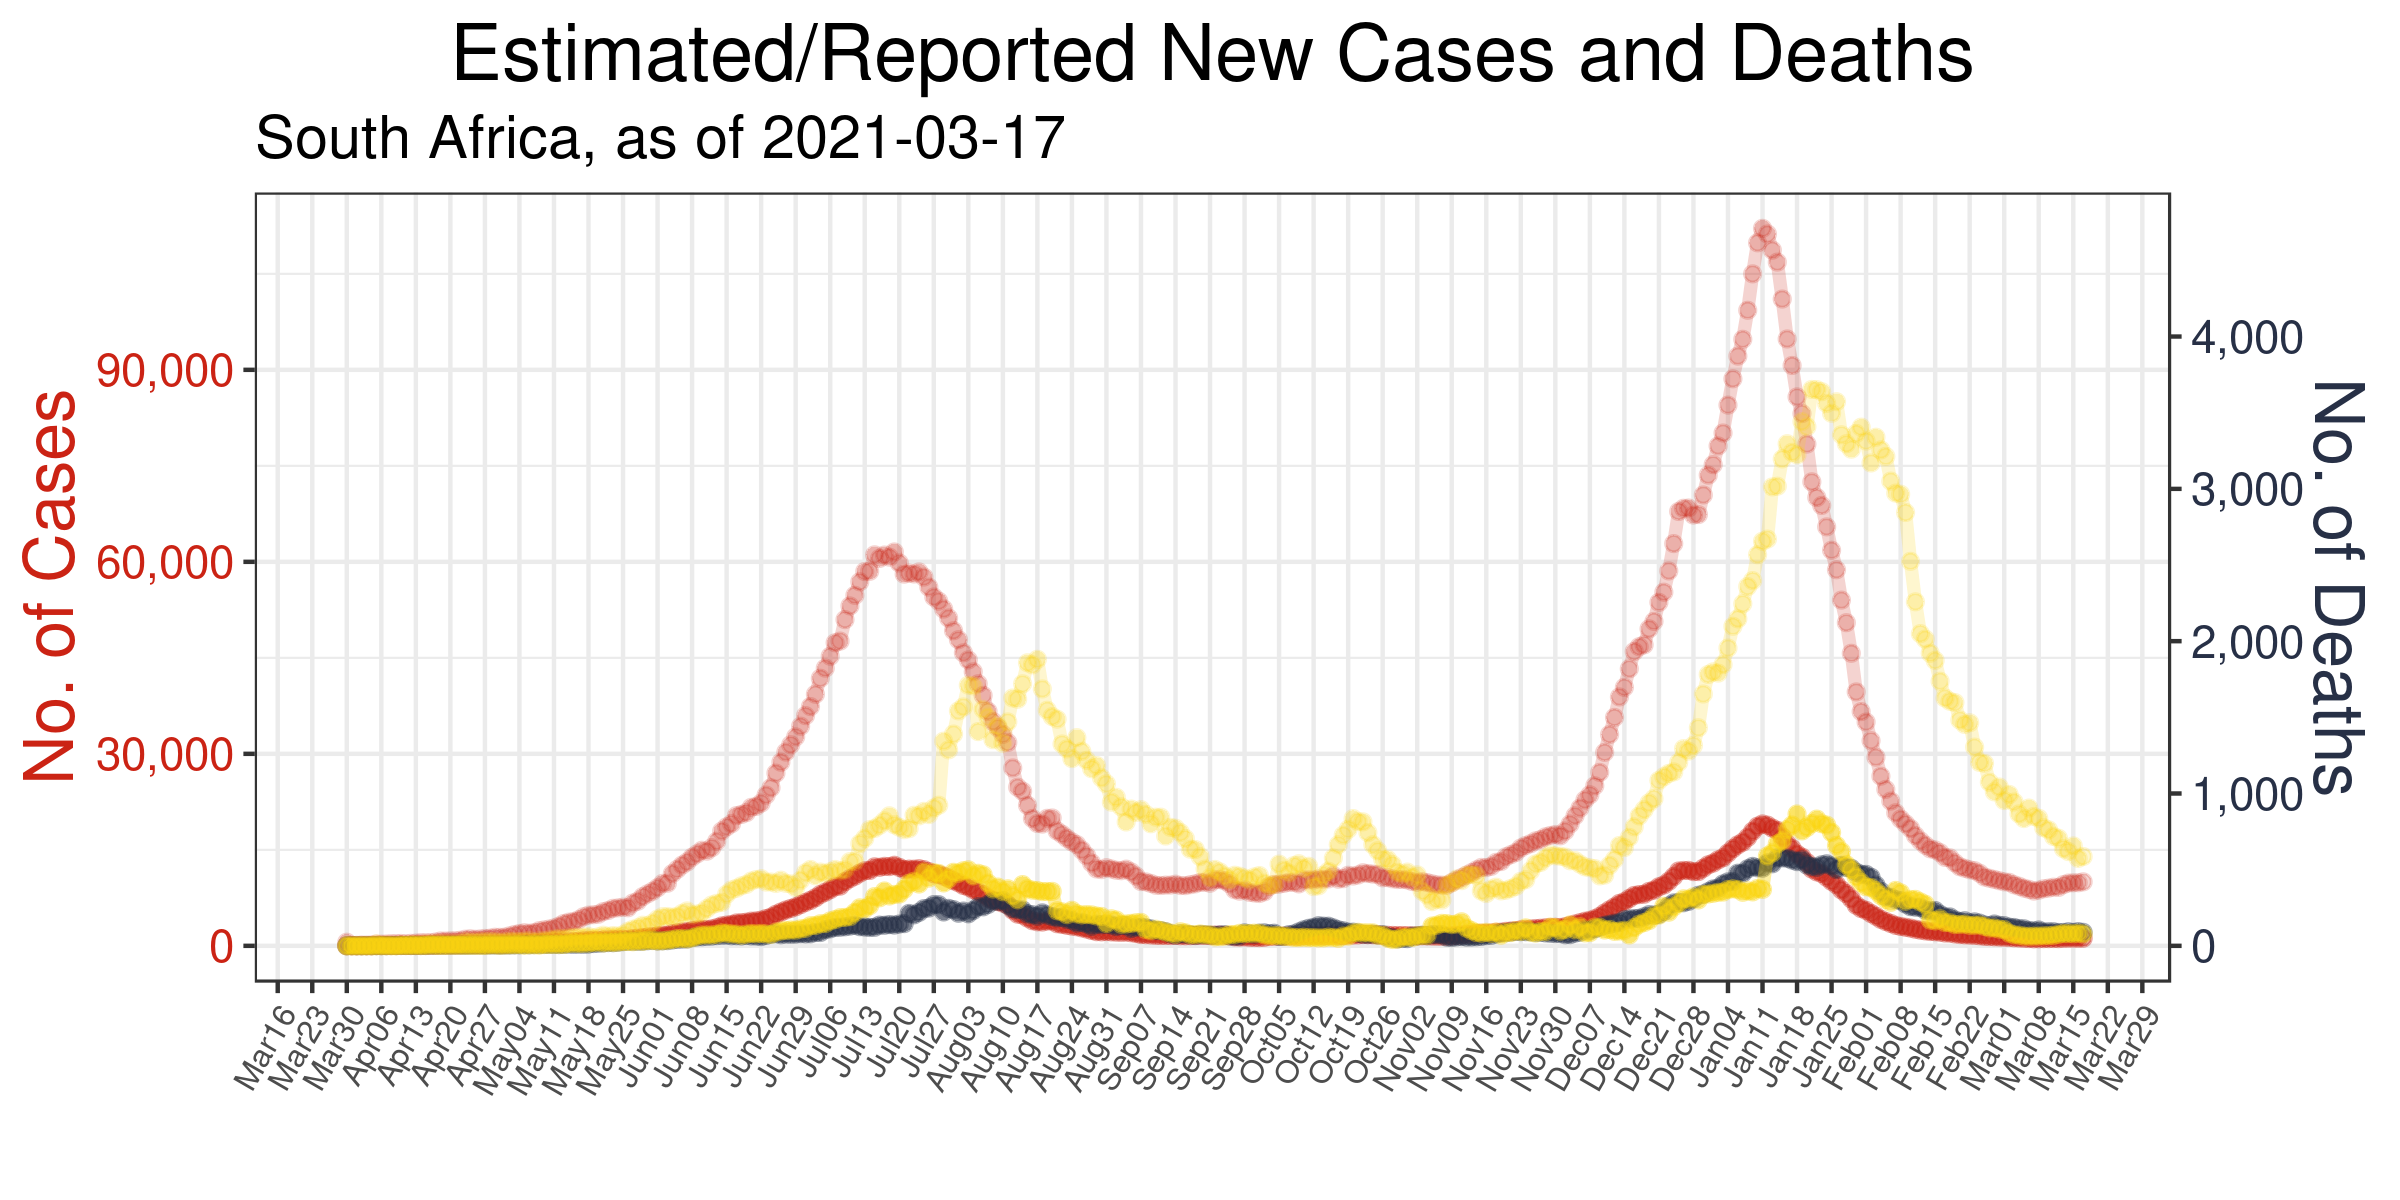 Estimated/Reported New Cases and Deaths
South Africa, as of 2021-03-17
No. of Cases
90,000
60,000
30,000
0
4,000
3,000
2,000
1,000
0
No. of Deaths
Mar16
Mar23
Mar30
Apr06
Apr13
Apr20
Apr27
May04
May11
May18
May25
Jun01
Jun08
Jun15
Jun22
Jun29
Jul06
Jul13
Jul20
Jul27
Aug03
Aug10
Aug17
Aug24
Aug31
Sep07
Sep14
Sep21
Sep28
Oct05
Oct12
Oct19
Oct26
Nov02
Nov09
Nov16
Nov23
Nov30
Dec07
Dec14
Dec21
Dec28
Jan04
Jan11
Jan18
Jan25
Feb01
Feb08
Feb15
Feb22
Mar01
Mar08
Mar15
Mar22
Mar29